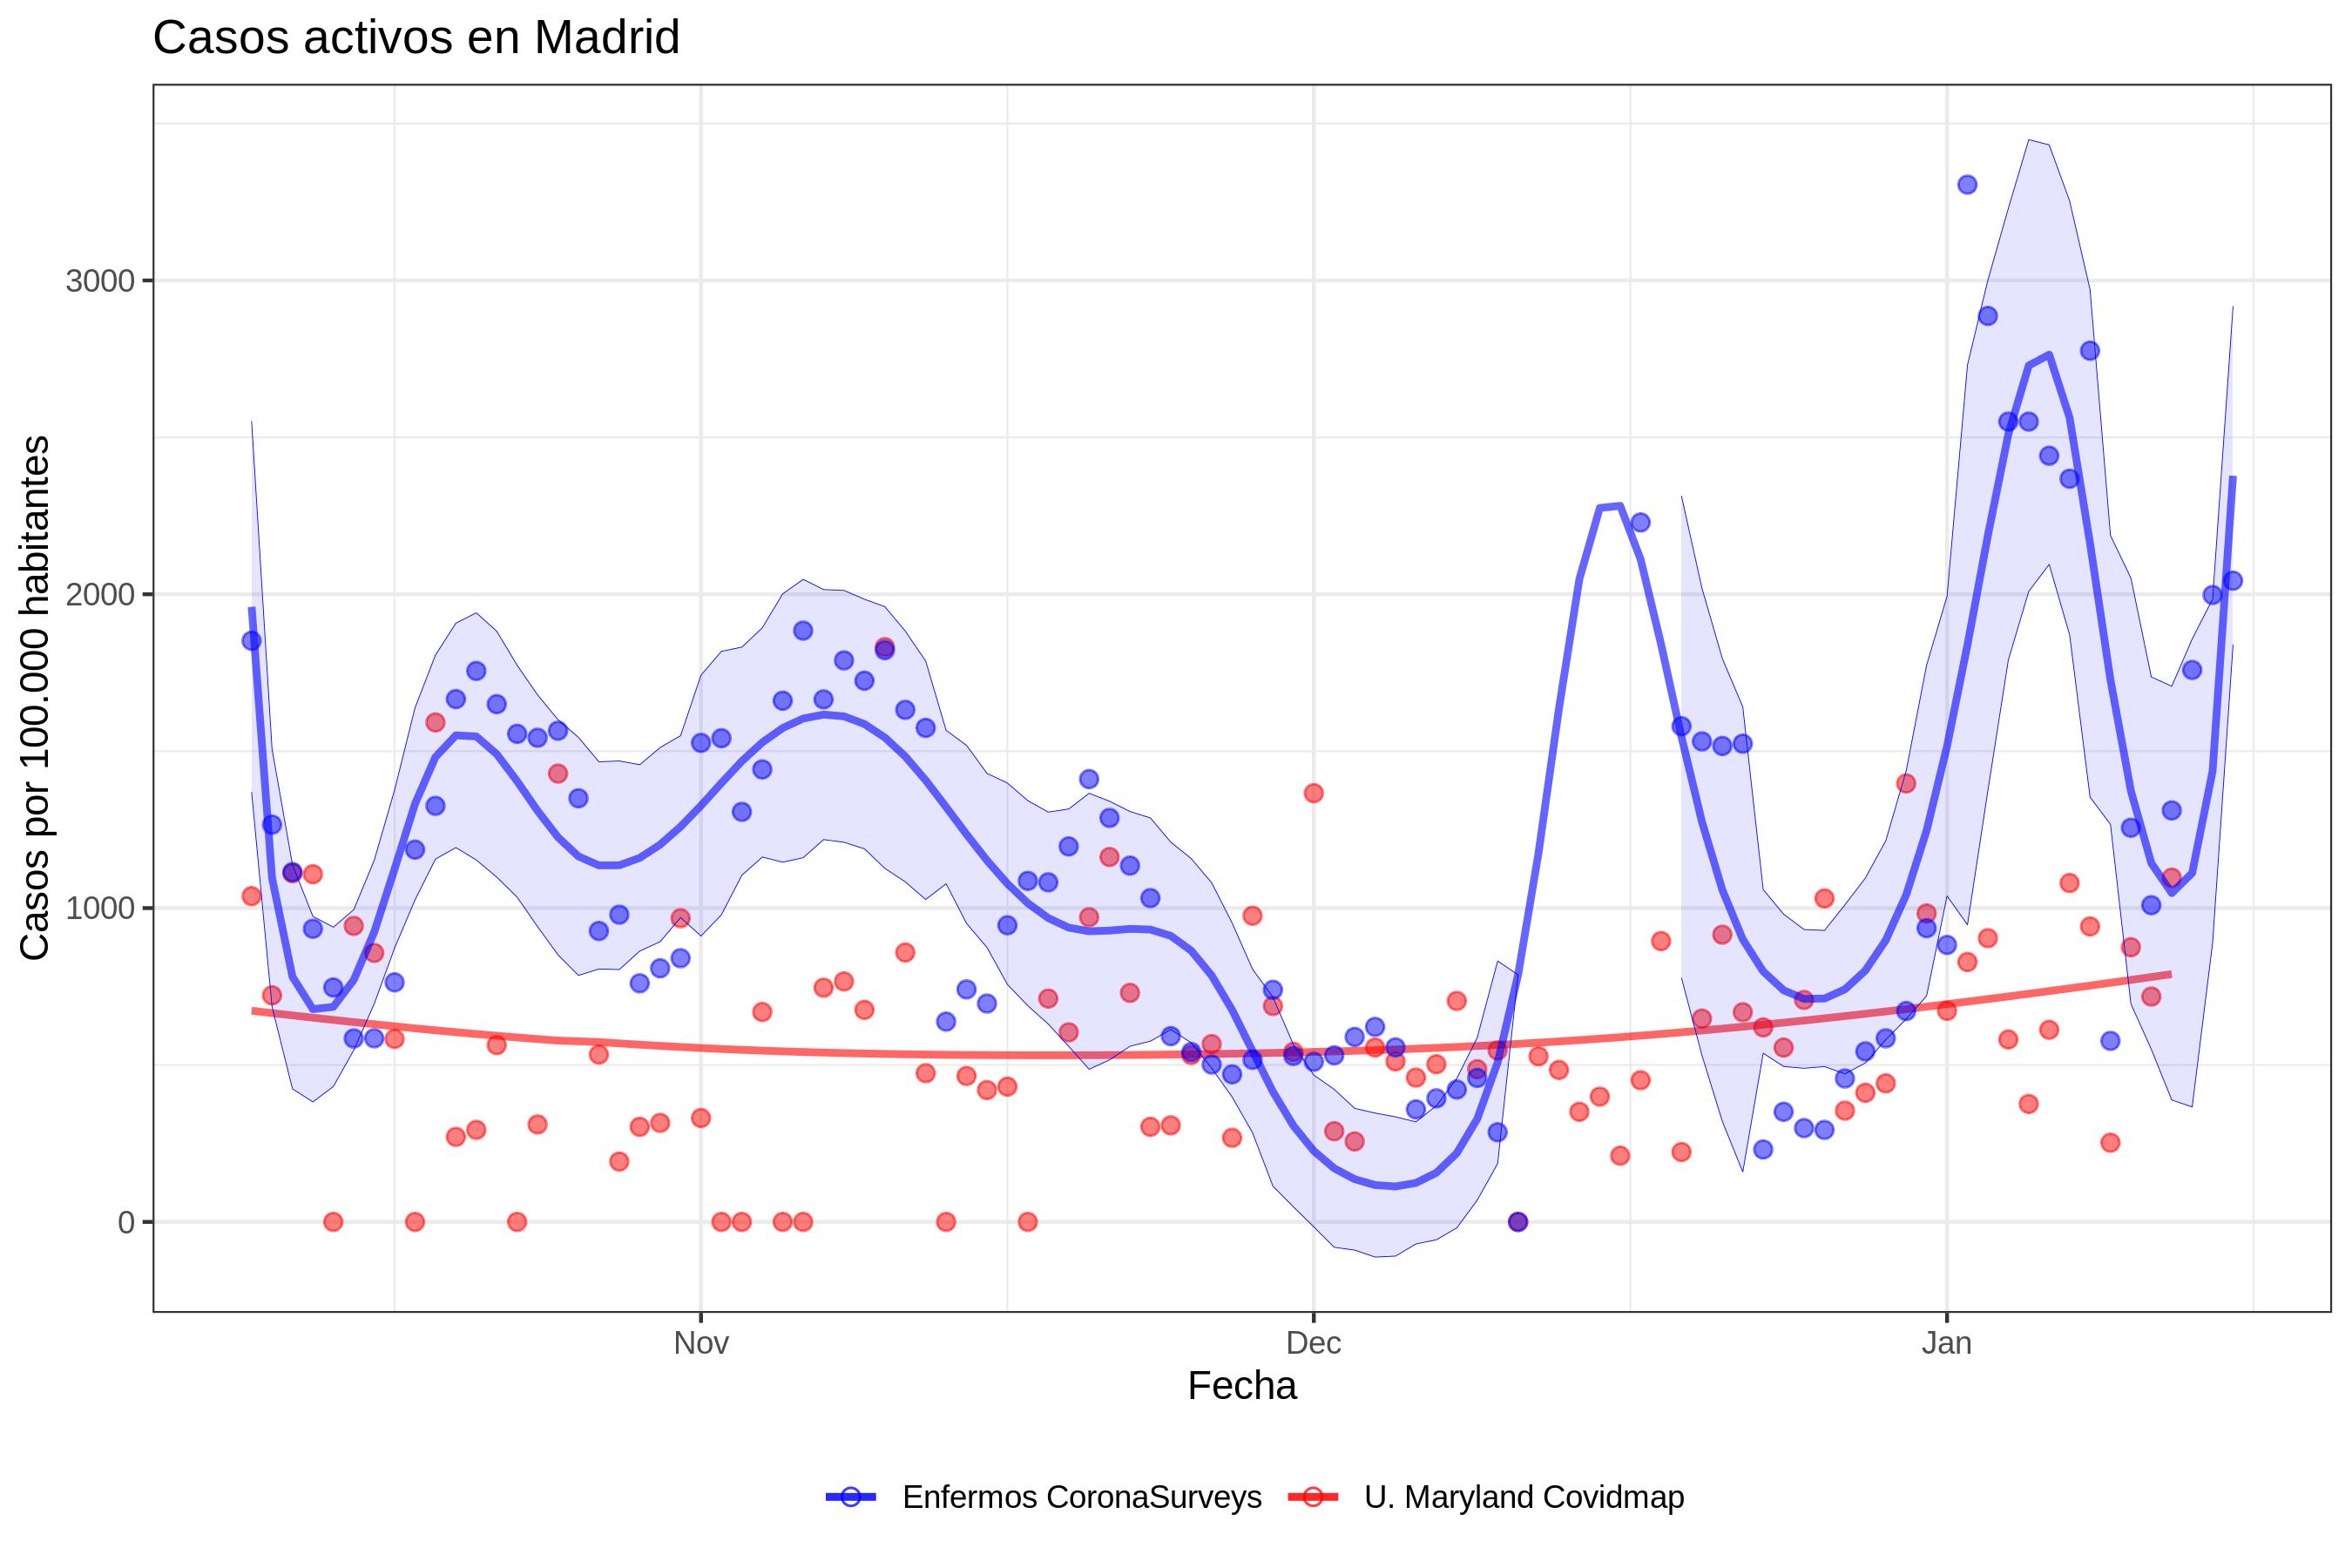 Casos activos en Madrid
Casos por 100.000 habitantes
3000
2000
1000
0
Nov Dec Jan
Fecha
Enfermos CoronaSurveys U. Maryland Covidmap